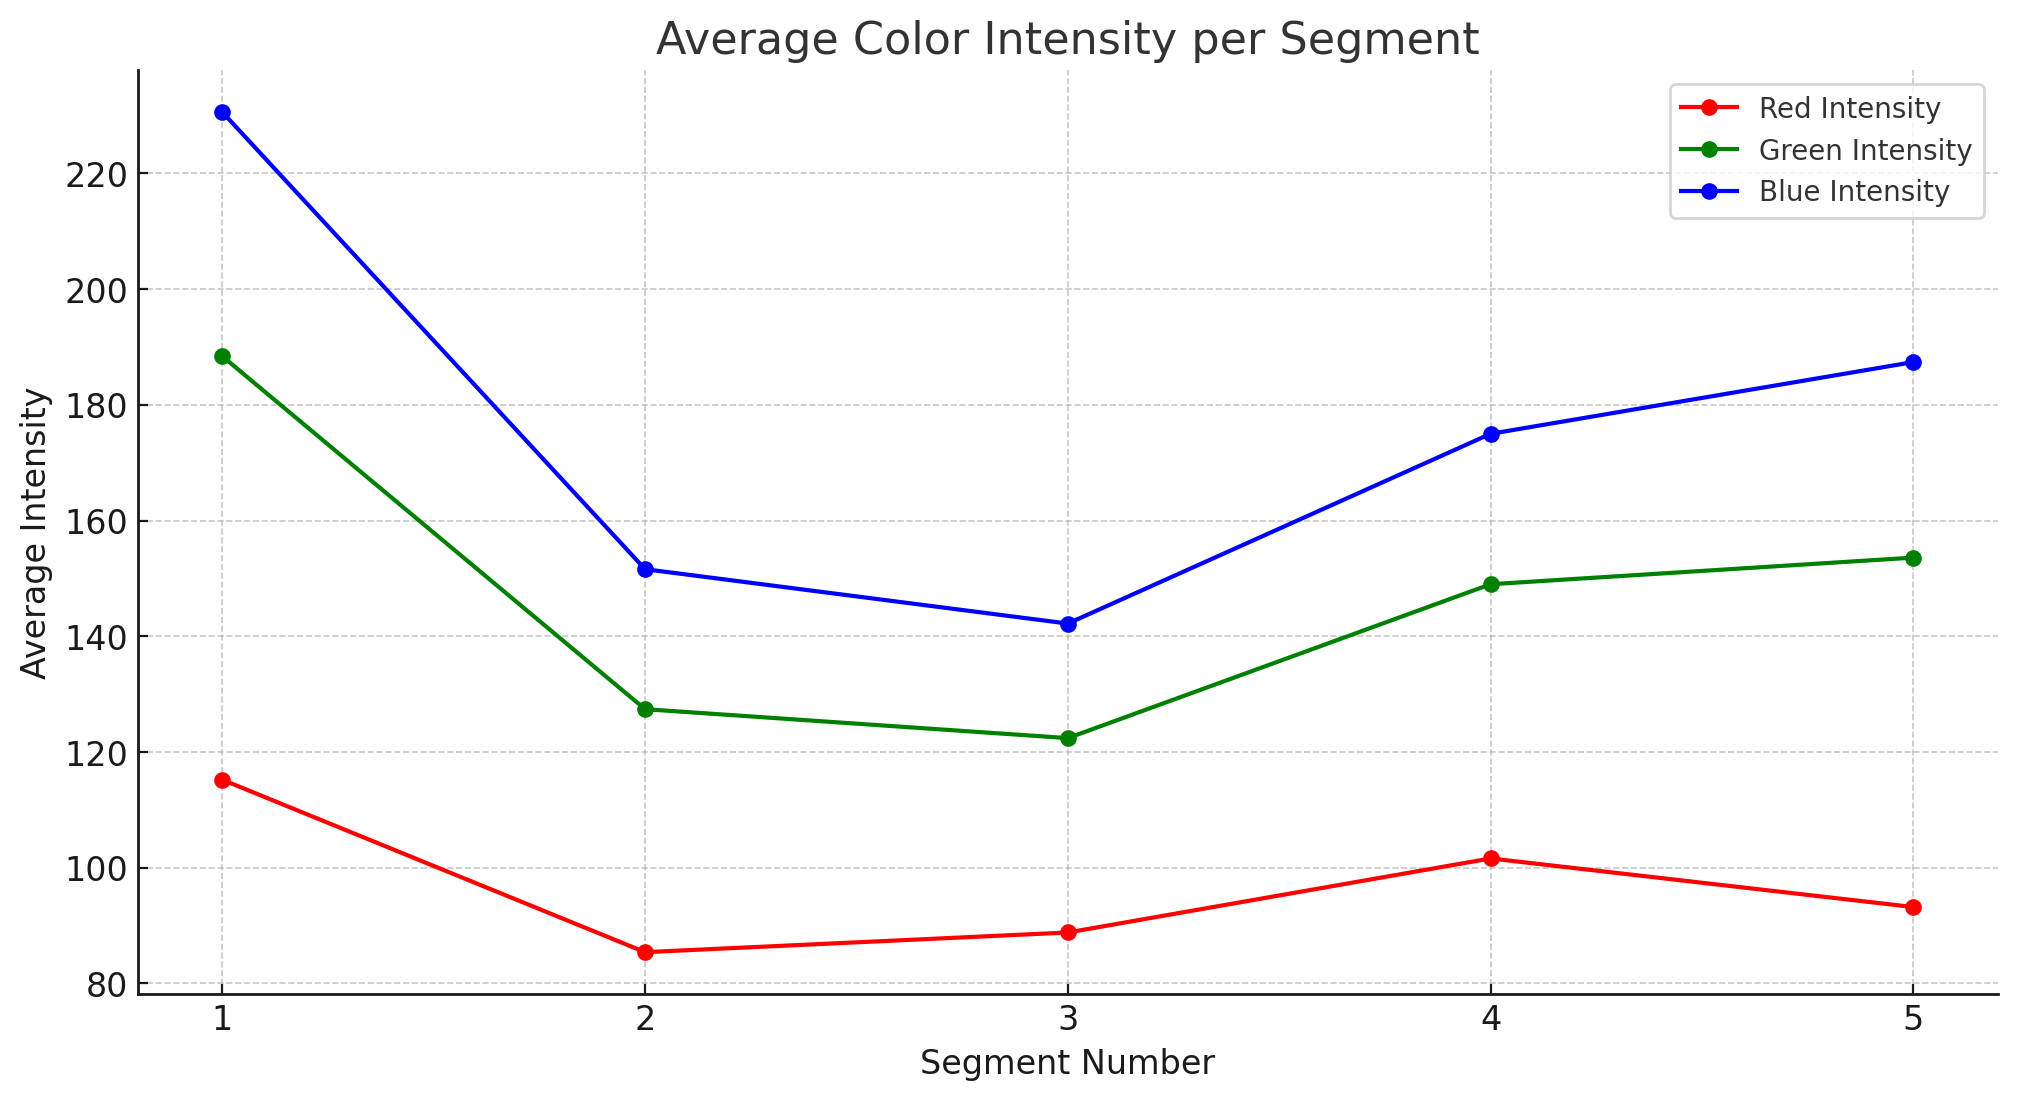 Average Color Intensity per Segment
Red Intensity
Green Intensity
Blue Intensity
Average Intensity
220
200
180
160
140
120
100
80
1 2 3 4 5
Segment Number